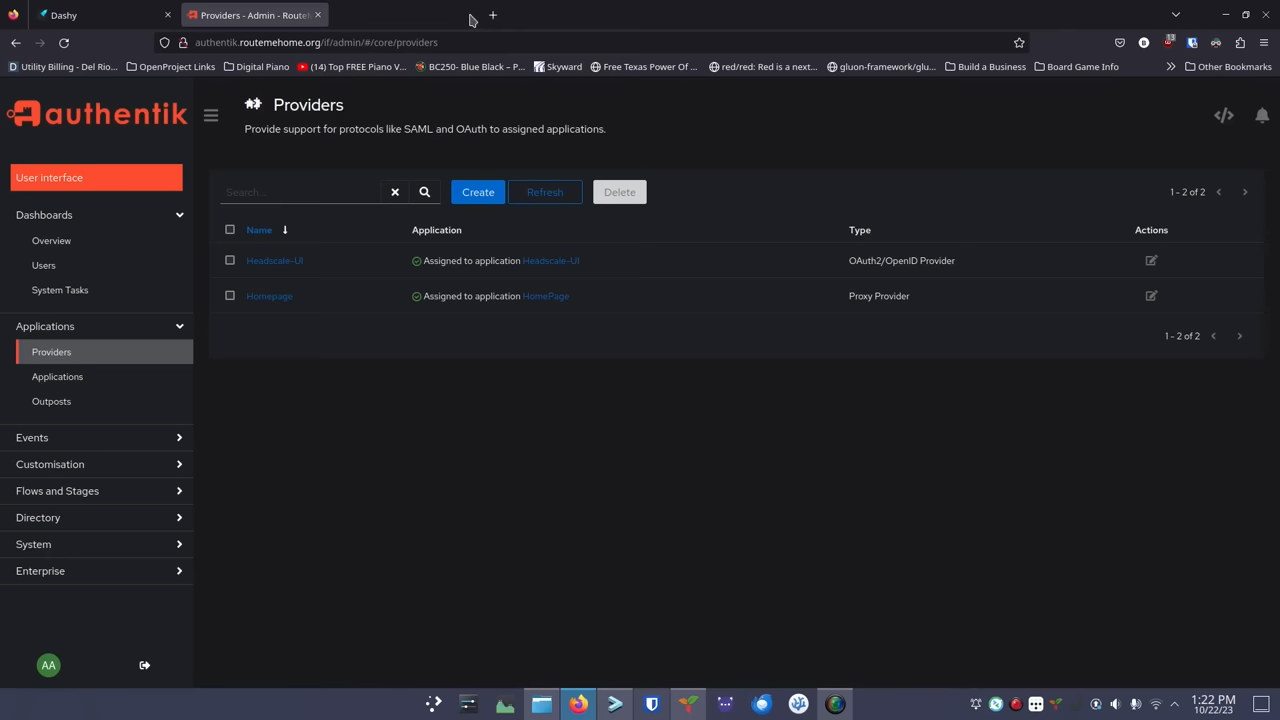 Dashy
Providers - Admin - RouteM
authentik.routemehome.org/if/admin/#/core/providers
13
Utility Billing - Del Rio...
OpenProject Links
Digital Piano
(14) Top FREE Piano V...
BC250- Blue Black – P...
Skyward
Free Texas Power Of ...
red/red: Red is a next...
gluon-framework/glu...
Build a Business
Board Game Info
Other Bookmarks
authentik
Providers
Provide support for protocols like SAML and OAuth to assigned applications.
User interface
Dashboards
Overview
Users
System Tasks
Applications
Providers
Applications
Outposts
Events
Customisation
Flows and Stages
Directory
System
Enterprise
AA
Search...
Create
Refresh
Delete
1 - 2 of 2
Name
Application
Type
Actions
Headscale-UI
Assigned to application Headscale-UI
OAuth2/OpenID Provider
Homepage
Assigned to application HomePage
Proxy Provider
1 - 2 of 2
1:22 PM
10/22/23